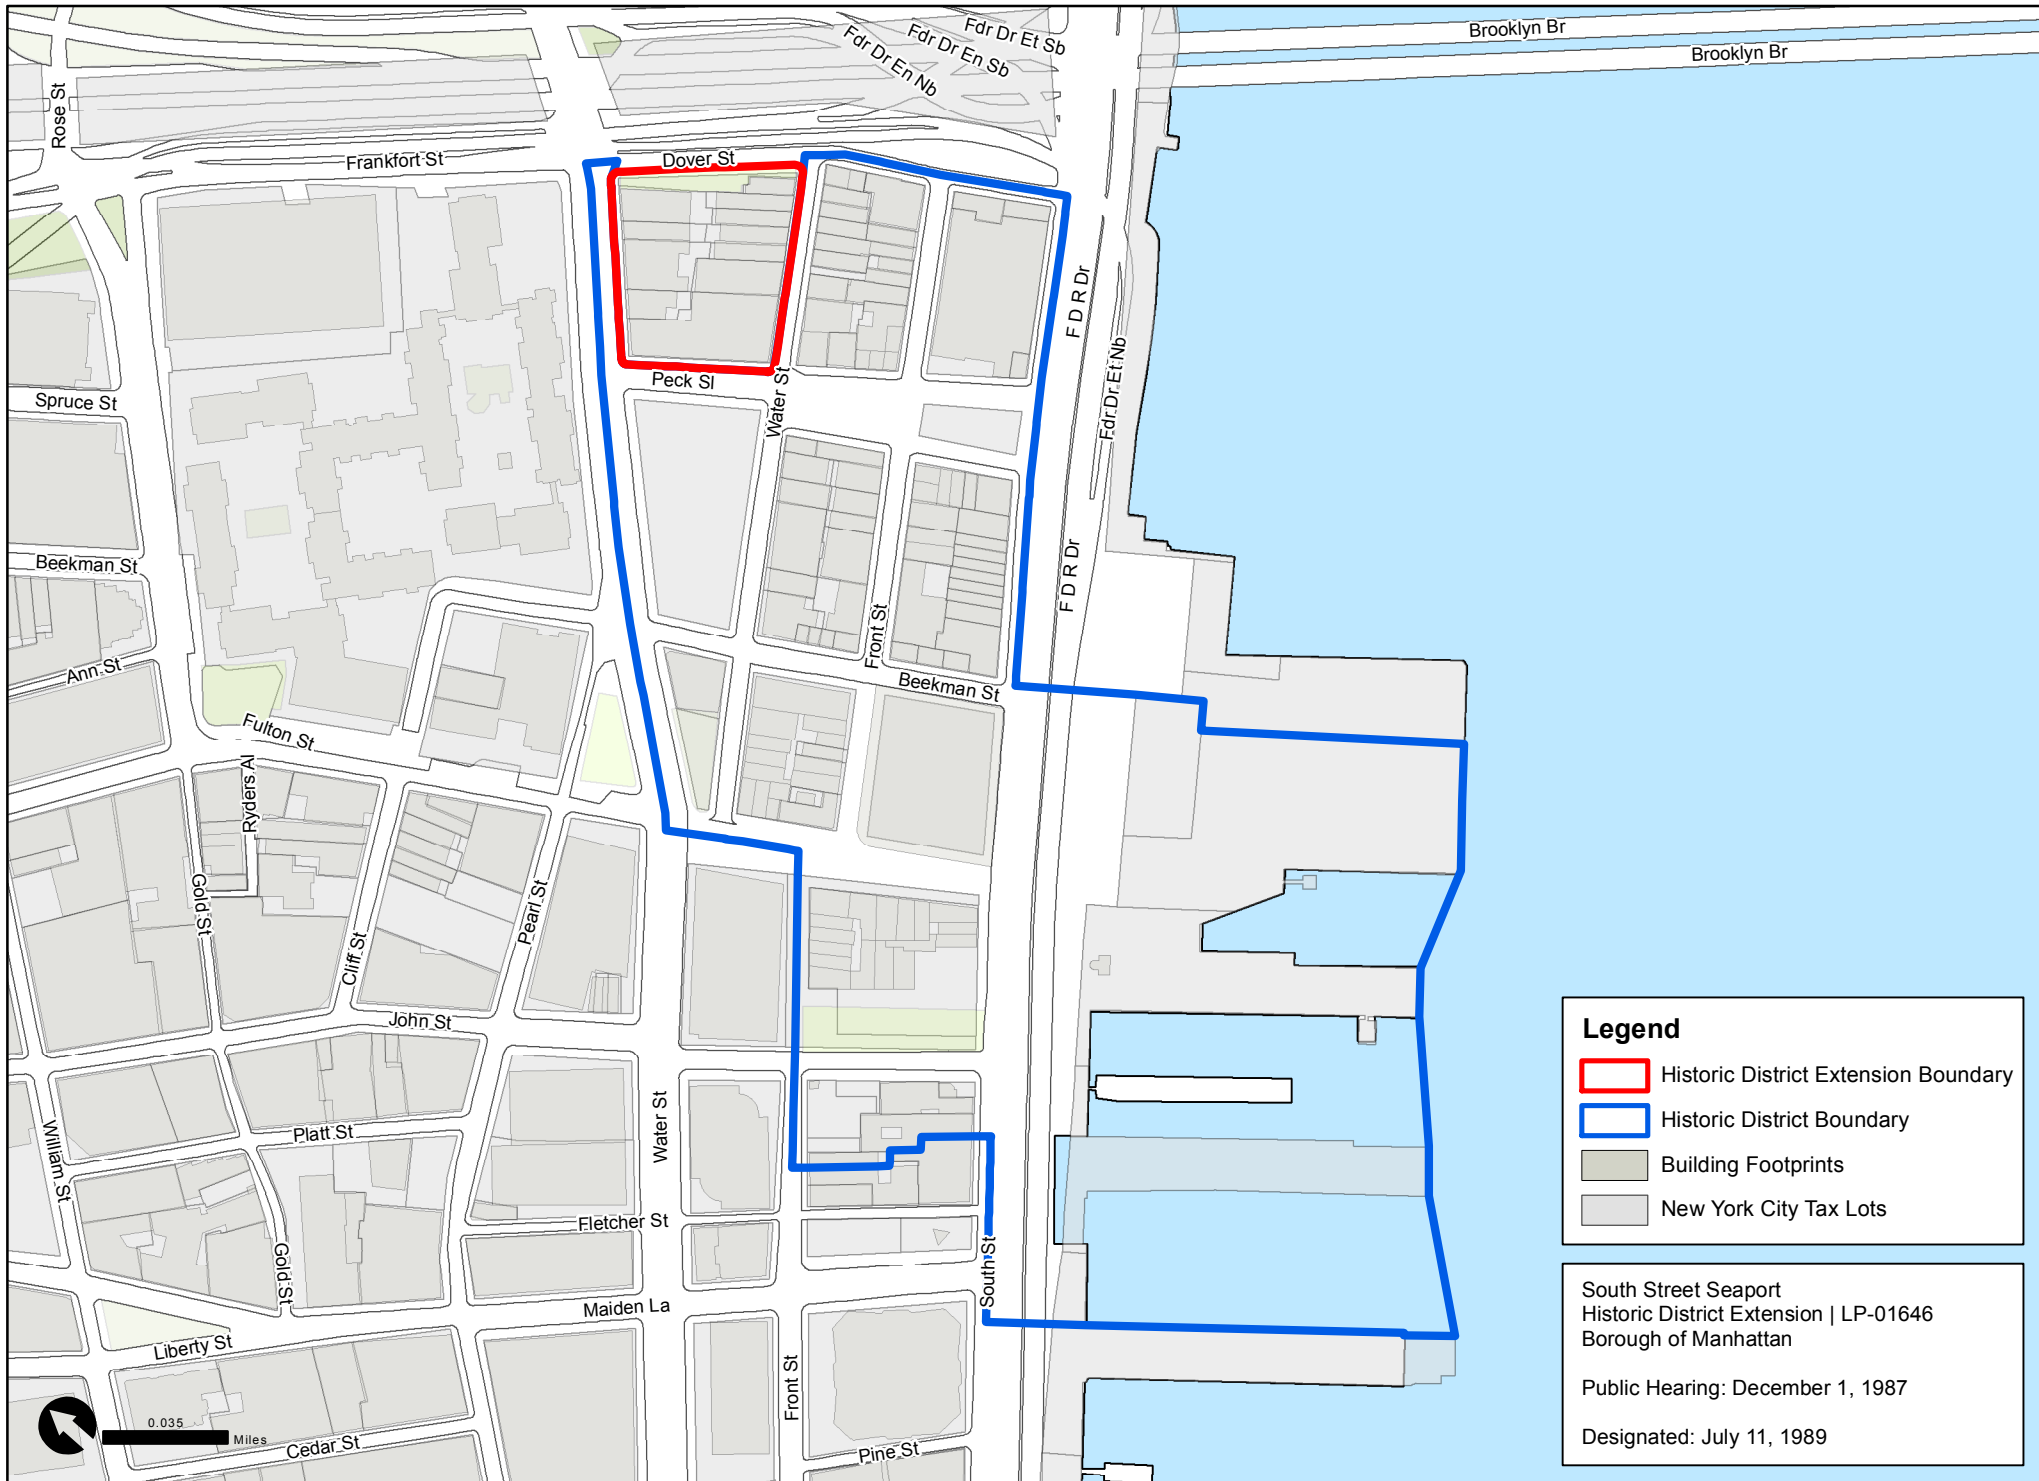 Brooklyn Br
Brooklyn Br
Fdr Dr Et Sb
Fdr Dr En Sb
Fdr Dr En Nb
Rose St
Frankfort St
Dover St
F D R Dr
Fdr Dr Et Nb
Peck Sl
Water St
Spruce St
Beekman St
F D R Dr
Front St
Ann St
Beekman St
Fulton St
Ryders Al
Gold St
Cliff St
Pearl St
John St
William St
Platt St
Water St
Fletcher St
Gold St
South St
Maiden La
Liberty St
Front St
Cedar St
Pine St
0.035
Miles
Legend
Historic District Extension Boundary
Historic District Boundary
Building Footprints
New York City Tax Lots
South Street Seaport
Historic District Extension | LP-01646
Borough of Manhattan
Public Hearing: December 1, 1987
Designated: July 11, 1989